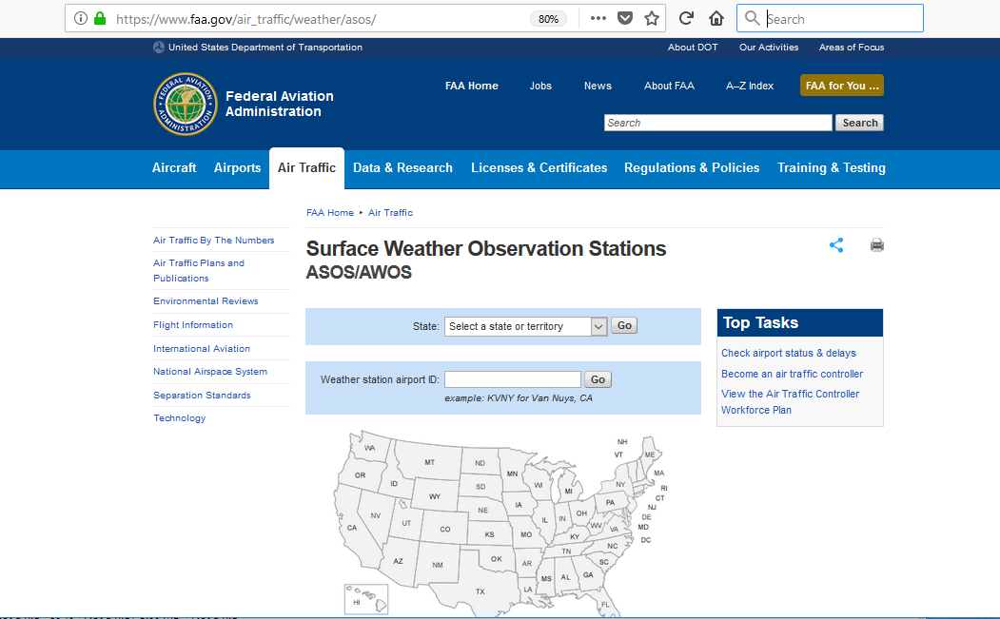 https://www.faa.gov/air_traffic/weather/asos/ 80% Search
United States Department of Transportation About DOT Our Activities Areas of Focus
FEDERAL AVIATION ADMINISTRATION
Federal Aviation
Administration
FAA Home Jobs News About FAA A–Z Index FAA for You ...
Search Search
Aircraft Airports Air Traffic Data & Research Licenses & Certificates Regulations & Policies Training & Testing
FAA Home ‣ Air Traffic
Air Traffic By The Numbers
Air Traffic Plans and
Publications
Environmental Reviews
Flight Information
International Aviation
National Airspace System
Separation Standards
Technology
Surface Weather Observation Stations
ASOS/AWOS
State: Select a state or territory Go
Weather station airport ID: Go
example: KVNY for Van Nuys, CA
Top Tasks
Check airport status & delays
Become an air traffic controller
View the Air Traffic Controller
Workforce Plan
NH
WA VT ME
MT ND
OR MN MA
ID SD WI NY RI
WY MI CT
IA PA NJ
NV NE OH DE
CA UT CO IL IN WV VA MD
KS MO KY DC
NC
AZ NM OK AR TN SC
MS AL GA
TX LA
HI FL